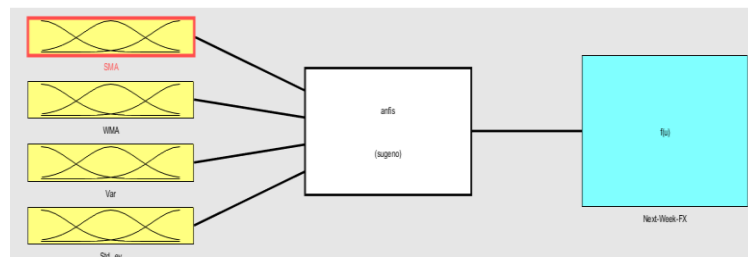 SMA
WMA
Var
anfis
(sugeno)
f(u)
Next-Week-FX